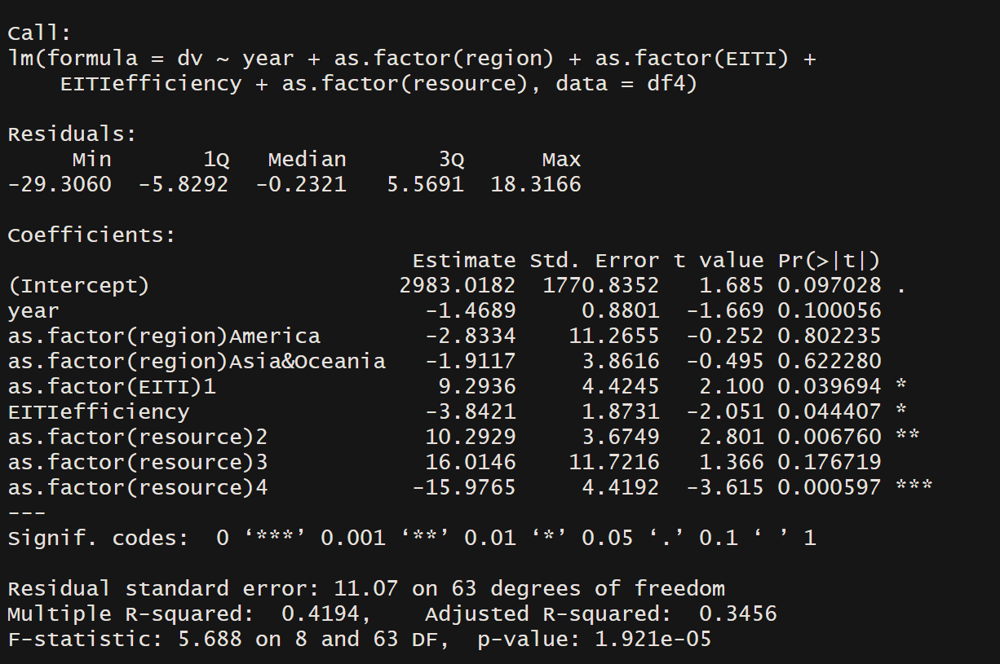 Call:
lm(formula = dv ~ year + as.factor(region) + as.factor(EITI) +
    EITIefficiency + as.factor(resource), data = df4)

Residuals:
     Min       1Q   Median       3Q      Max
-29.3060  -5.8292  -0.2321   5.5691  18.3166

Coefficients:
                               Estimate Std. Error t value Pr(>|t|)
(Intercept)                   2983.0182  1770.8352   1.685 0.097028 .
year                            -1.4689     0.8801  -1.669 0.100056
as.factor(region)America        -2.8334    11.2655  -0.252 0.802235
as.factor(region)Asia&Oceania   -1.9117     3.8616  -0.495 0.622280
as.factor(EITI)1                 9.2936     4.4245   2.100 0.039694 *
EITIefficiency                  -3.8421     1.8731  -2.051 0.044407 *
as.factor(resource)2            10.2929     3.6749   2.801 0.006760 **
as.factor(resource)3            16.0146    11.7216   1.366 0.176719
as.factor(resource)4           -15.9765     4.4192  -3.615 0.000597 ***
---
Signif. codes:  0 ‘***’ 0.001 ‘**’ 0.01 ‘*’ 0.05 ‘.’ 0.1 ‘ ’ 1

Residual standard error: 11.07 on 63 degrees of freedom
Multiple R-squared:  0.4194,    Adjusted R-squared:  0.3456
F-statistic: 5.688 on 8 and 63 DF,  p-value: 1.921e-05